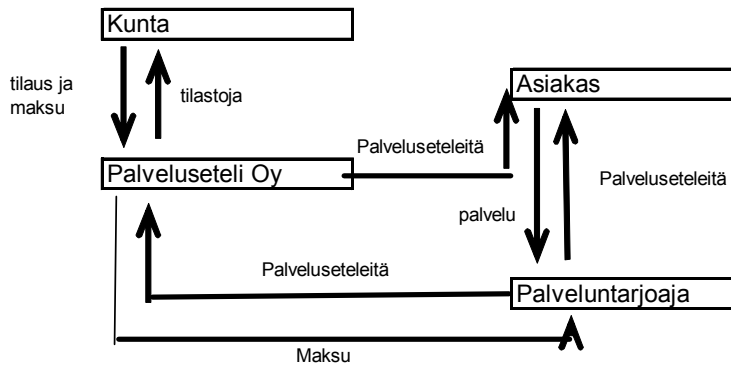 Kunta
tilaus ja
maksu
tilastoja
Asiakas
Palveluseteleitä
Palveluseteli Oy
Palveluseteleitä
palvelu
Palveluseteleitä
Palveluntarjoaja
Maksu